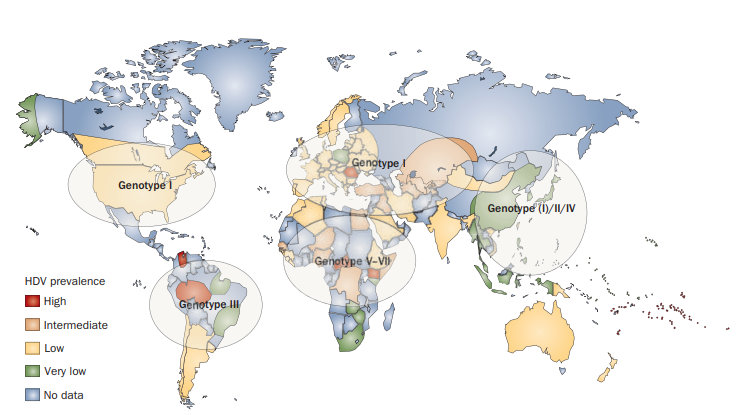 Genotype I
Genotype I
Genotype (I)/II/IV
Genotype V–VII
Genotype III
HDV prevalence
High
Intermediate
Low
Very low
No data